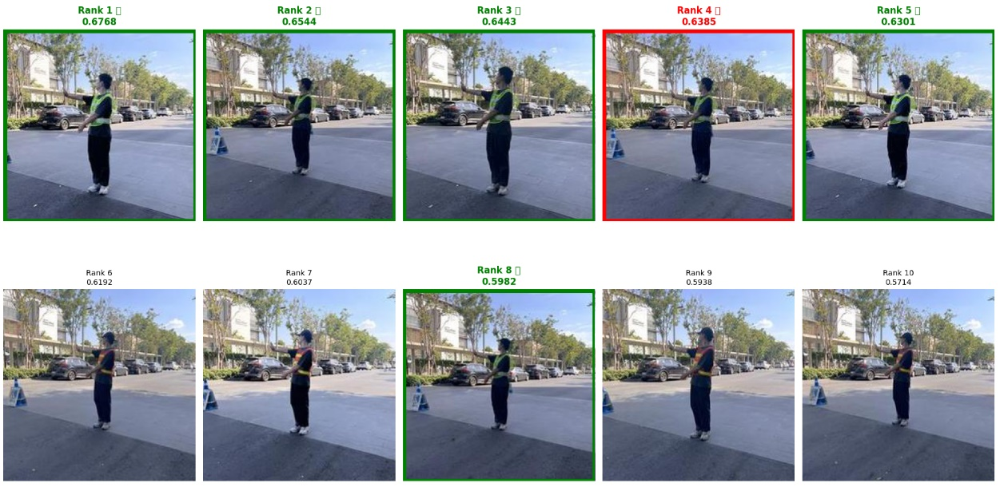 Rank 1
0.6768
Rank 2
0.6544
Rank 3
0.6443
Rank 4
0.6385
Rank 5
0.6301
Rank 6
0.6192
Rank 7
0.6037
Rank 8
0.5982
Rank 9
0.5938
Rank 10
0.5714